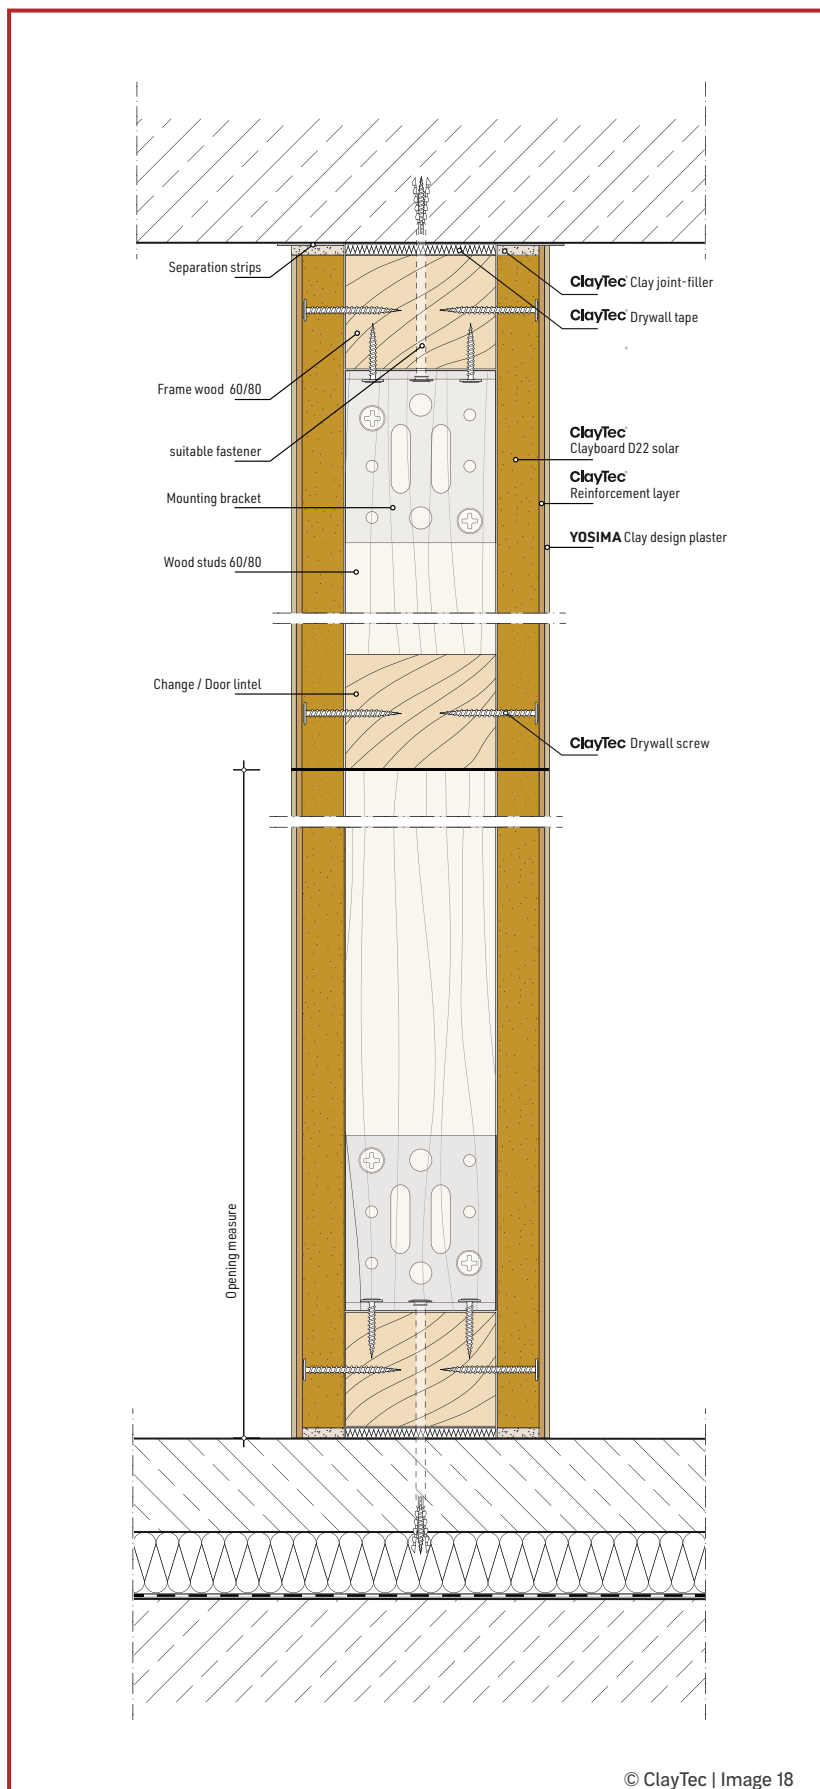 Separation strips
Frame wood 60/80
suitable fastener
Mounting bracket
Wood studs 60/80
Change / Door lintel
Opening measure
ClayTec® Clay joint-filler
ClayTec® Drywall tape
ClayTec®
Clayboard D22 solar
ClayTec®
Reinforcement layer
YOSIMA Clay design plaster
ClayTec® Drywall screw
© ClayTec | Image 18